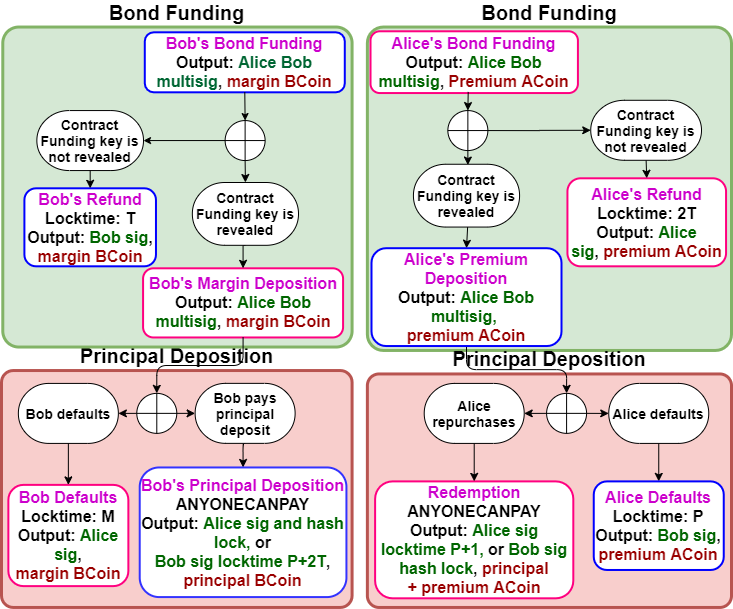 Bond Funding
Bob's Bond Funding
Output: Alice Bob
multisig, margin BCoin
Contract
Funding key is
not revealed
Bob's Refund
Locktime: T
Output: Bob sig,
margin BCoin
Contract
Funding key is
revealed
Bob's Margin Deposition
Output: Alice Bob
multisig, margin BCoin
Bond Funding
Alice's Bond Funding
Output: Alice Bob
multisig, Premium ACoin
Contract
Funding key is
not revealed
Contract
Funding key is
revealed
Alice's Refund
Locktime: 2T
Output: Alice
sig, premium ACoin
Alice's Premium
Deposition
Output: Alice Bob
multisig,
premium ACoin
Principal Deposition
Bob defaults
Bob pays
principal
deposit
Bob Defaults
Locktime: M
Output: Alice
sig,
margin BCoin
Bob's Principal Deposition
ANYONECANPAY
Output: Alice sig and hash
lock, or
Bob sig locktime P+2T,
principal BCoin
Principal Deposition
Alice
repurchases
Alice defaults
Redemption
ANYONECANPAY
Output: Alice sig
locktime P+1, or Bob sig
hash lock, principal
+ premium ACoin
Alice Defaults
Locktime: P
Output: Bob sig,
premium ACoin